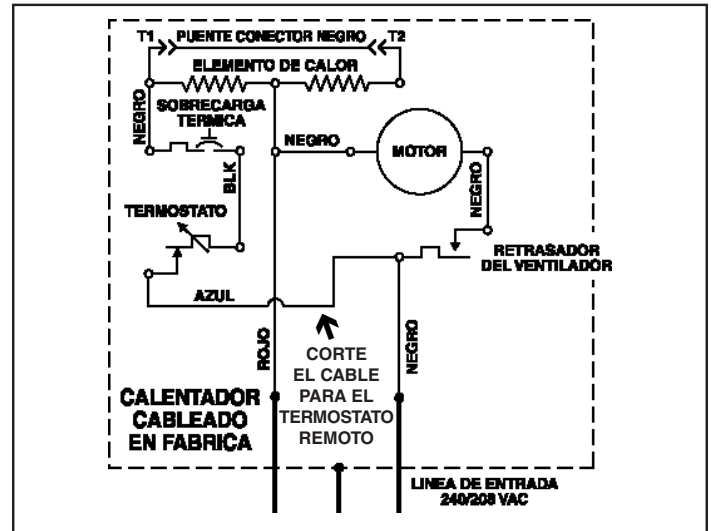 T1 PUENTE CONECTOR NEGRO T2
ELEMENTO DE CALOR
NEGRO
SOBRECARGA
TERMICA
NEGRO
MOTOR
BLK
NEGRO
TERMOSTATO
RETRASADOR
DEL VENTILADOR
AZUL
ROJO
CORTE
EL CABLE
PARA EL
TERMOSTATO
REMOTO
NEGRO
CALENTADOR
CABLEADO
EN FABRICA
LINEA DE ENTRADA
240/208 VAC